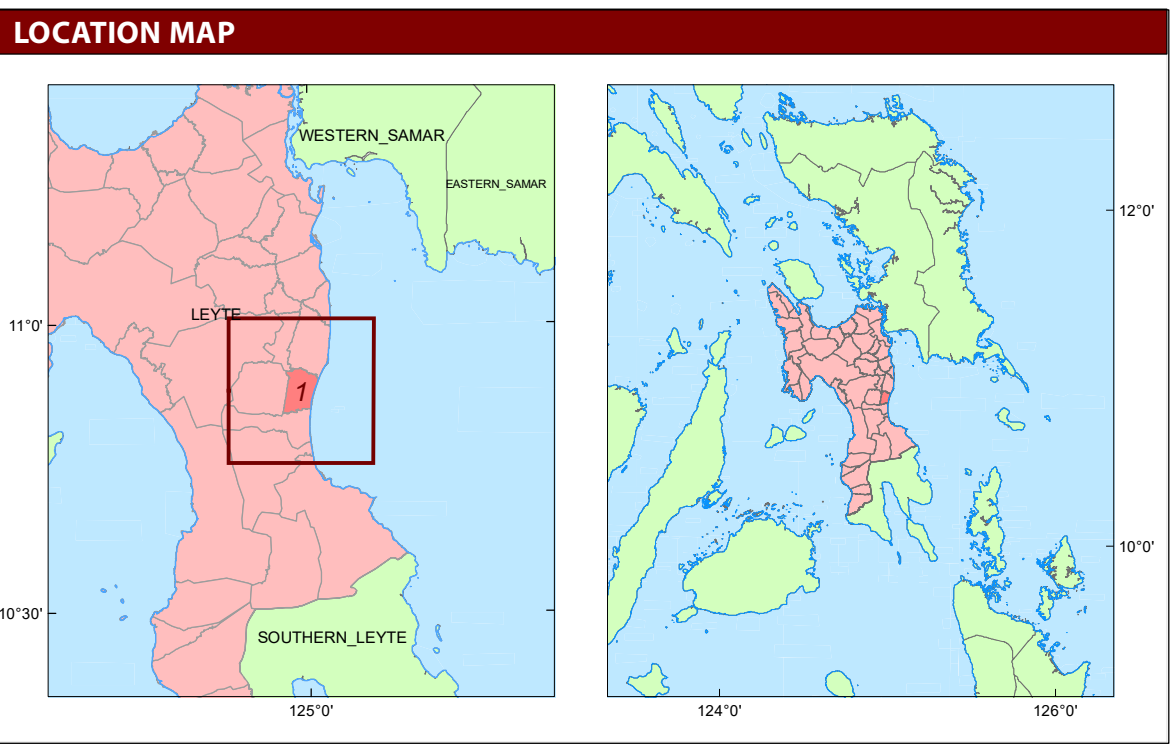 LOCATION MAP
WESTERN_SAMAR
EASTERN_SAMAR
LEYTE
11°0'
1
10°30'
SOUTHERN_LEYTE
125°0'
12°0'
10°0'
124°0'
126°0'